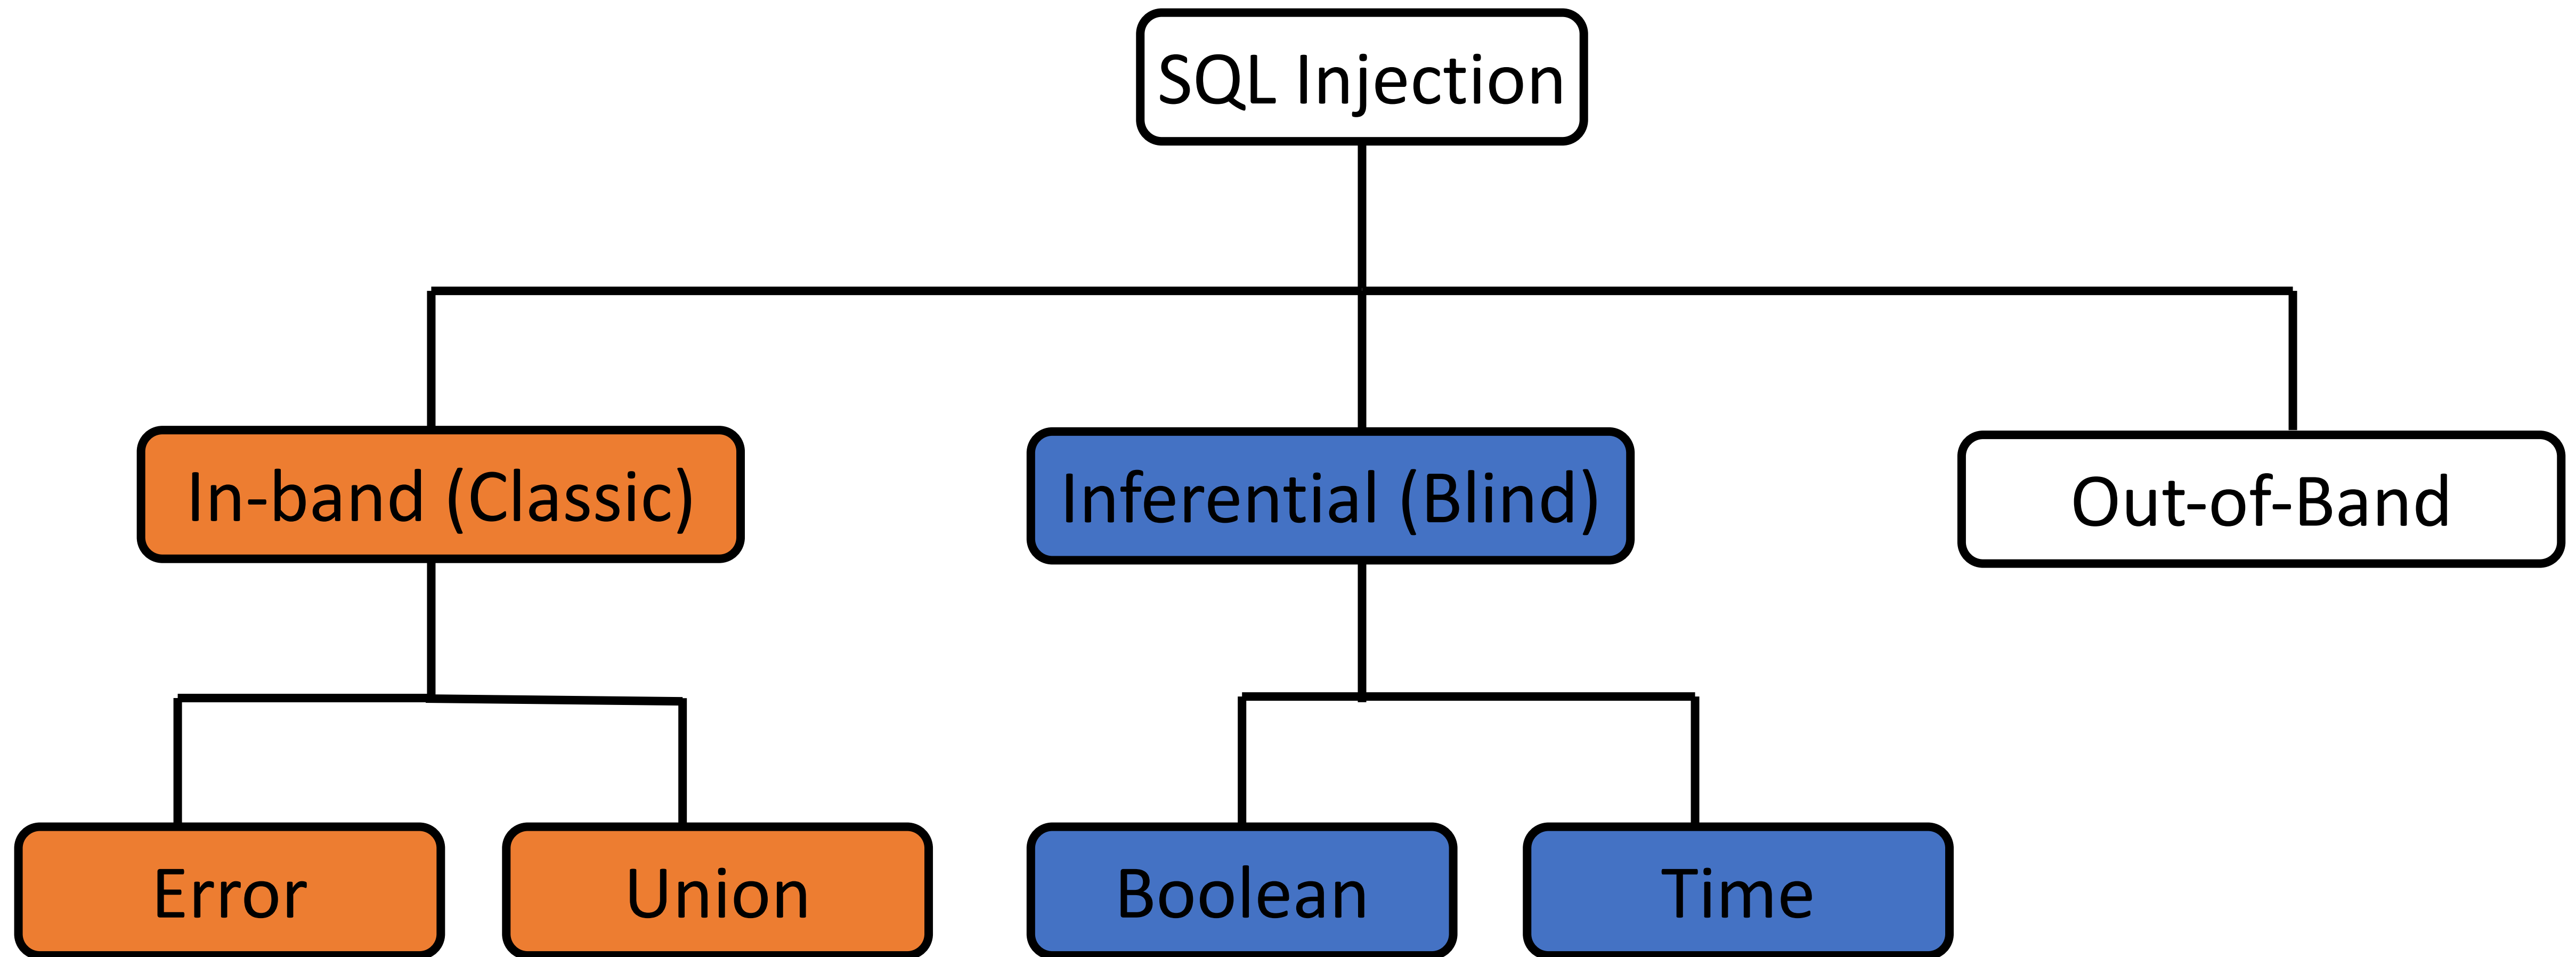 SQL Injection
In-band (Classic)
Inferential (Blind)
Out-of-Band
Error
Union
Boolean
Time